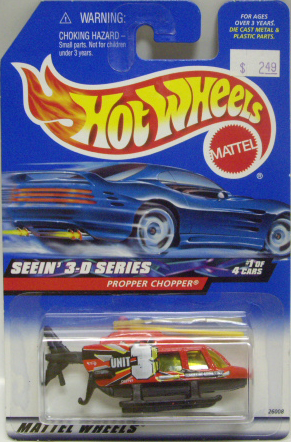 WARNING:
CHOKING HAZARD –
Small parts. Not for children
under 3 years.
FOR AGES
OVER 3 YEARS.
DIE CAST METAL &
PLASTIC PARTS.
$ 249
HOT WHEELS
MATTEL
®
SEEIN' 3-D SERIES
PROPPER CHOPPER®
#1 OF
4 CARS
UNIT
3
26008
MATTEL WHEELS